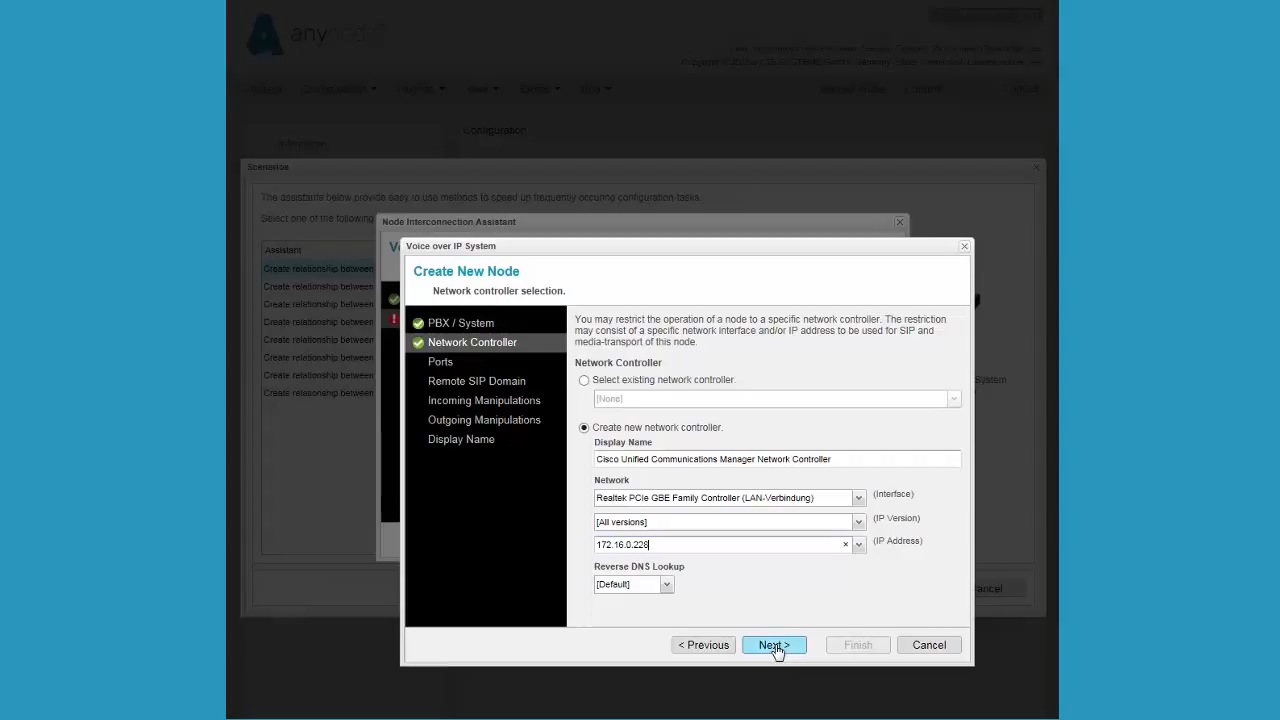 anynode
Configuration
Scenarios
The assistants below provide easy to use methods to speed up frequently occuring configuration-tasks.
Select one of the following
Node Interconnection Assistant
Assistant
Create relationship between
Create relationship between
Create relationship between
Create relationship between
Create relationship between
Create relationship between
Create relationship between
Create relationship between
System
Voice over IP System
Create New Node
Network controller selection.
PBX / System
Network Controller
Ports
Remote SIP Domain
Incoming Manipulations
Outgoing Manipulations
Display Name
You may restrict the operation of a node to a specific network controller. The restriction
may consist of a specific network interface and/or IP address to be used for SIP and
media-transport of this node.
Network Controller
Select existing network controller.
[None]
Create new network controller.
Display Name
Cisco Unified Communications Manager Network Controller
Network
Realtek PCIe GBE Family Controller (LAN-Verbindung)
(Interface)
[All versions]
(IP Version)
172.16.0.228
(IP Address)
Reverse DNS Lookup
[Default]
< Previous
Next >
Finish
Cancel